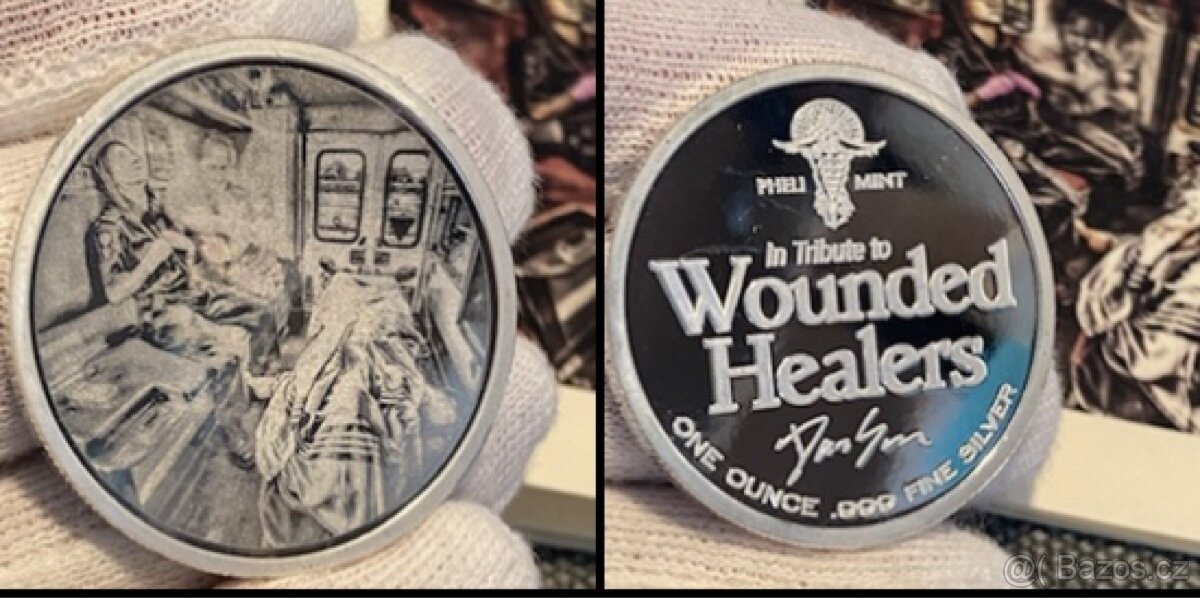 PHELI MINT
In Tribute to
Wounded
Healers
ONE OUNCE .999 FINE SILVER
@( Bazos.cz